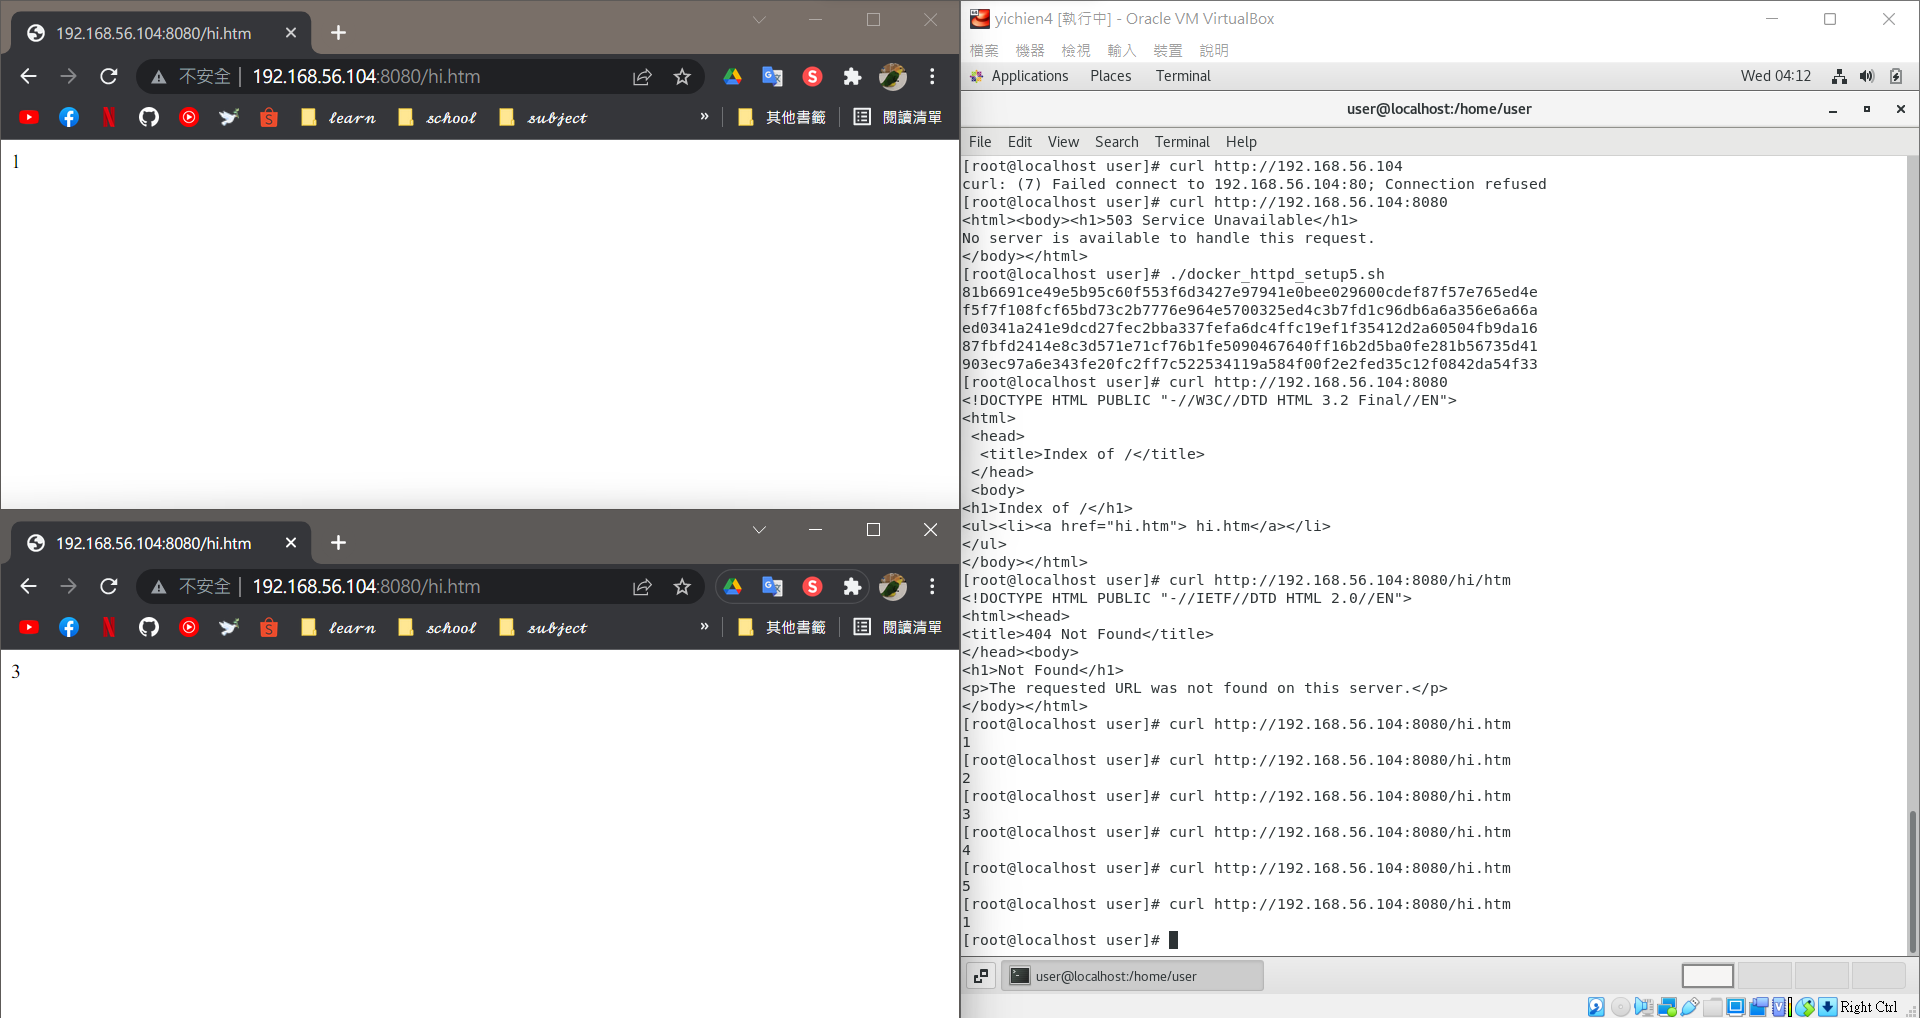 192.168.56.104:8080/hi.htm
不安全 192.168.56.104:8080/hi.htm
learn school subject » 其他書籤 閱讀清單
1
192.168.56.104:8080/hi.htm
不安全 192.168.56.104:8080/hi.htm
learn school subject » 其他書籤 閱讀清單
3
yichien4 [執行中] - Oracle VM VirtualBox
檔案 機器 檢視 輸入 裝置 說明
Applications Places Terminal Wed 04:12
user@localhost:/home/user
File Edit View Search Terminal Help
[root@localhost user]# curl http://192.168.56.104
curl: (7) Failed connect to 192.168.56.104:80; Connection refused
[root@localhost user]# curl http://192.168.56.104:8080
<html><body><h1>503 Service Unavailable</h1>
No server is available to handle this request.
</body></html>
[root@localhost user]# ./docker_httpd_setup5.sh
81b6691ce49e5b95c60f553f6d3427e97941e0bee029600cdef87f57e765ed4e
f5f7f108fcf65bd73c2b7776e964e5700325ed4c3b7fd1c96db6a6a356e6a66a
ed0341a241e9dcd27fec2bba337fefa6dc4ffc19ef1f35412d2a60504fb9da16
87fbfd2414e8c3d571e71cf76b1fe5090467640ff16b2d5ba0fe281b56735d41
903ec97a6e343fe20fc2ff7c522534119a584f00f2e2fed35c12f0842da54f33
[root@localhost user]# curl http://192.168.56.104:8080
<!DOCTYPE HTML PUBLIC "-//W3C//DTD HTML 3.2 Final//EN">
<html>
<head>
<title>Index of /</title>
</head>
<body>
<h1>Index of /</h1>
<ul><li><a href="hi.htm"> hi.htm</a></li>
</ul>
</body></html>
[root@localhost user]# curl http://192.168.56.104:8080/hi/htm
<!DOCTYPE HTML PUBLIC "-//IETF//DTD HTML 2.0//EN">
<html><head>
<title>404 Not Found</title>
</head><body>
<h1>Not Found</h1>
<p>The requested URL was not found on this server.</p>
</body></html>
[root@localhost user]# curl http://192.168.56.104:8080/hi.htm
1
[root@localhost user]# curl http://192.168.56.104:8080/hi.htm
2
[root@localhost user]# curl http://192.168.56.104:8080/hi.htm
3
[root@localhost user]# curl http://192.168.56.104:8080/hi.htm
4
[root@localhost user]# curl http://192.168.56.104:8080/hi.htm
5
[root@localhost user]# curl http://192.168.56.104:8080/hi.htm
1
[root@localhost user]#
user@localhost:/home/user
Right Ctrl